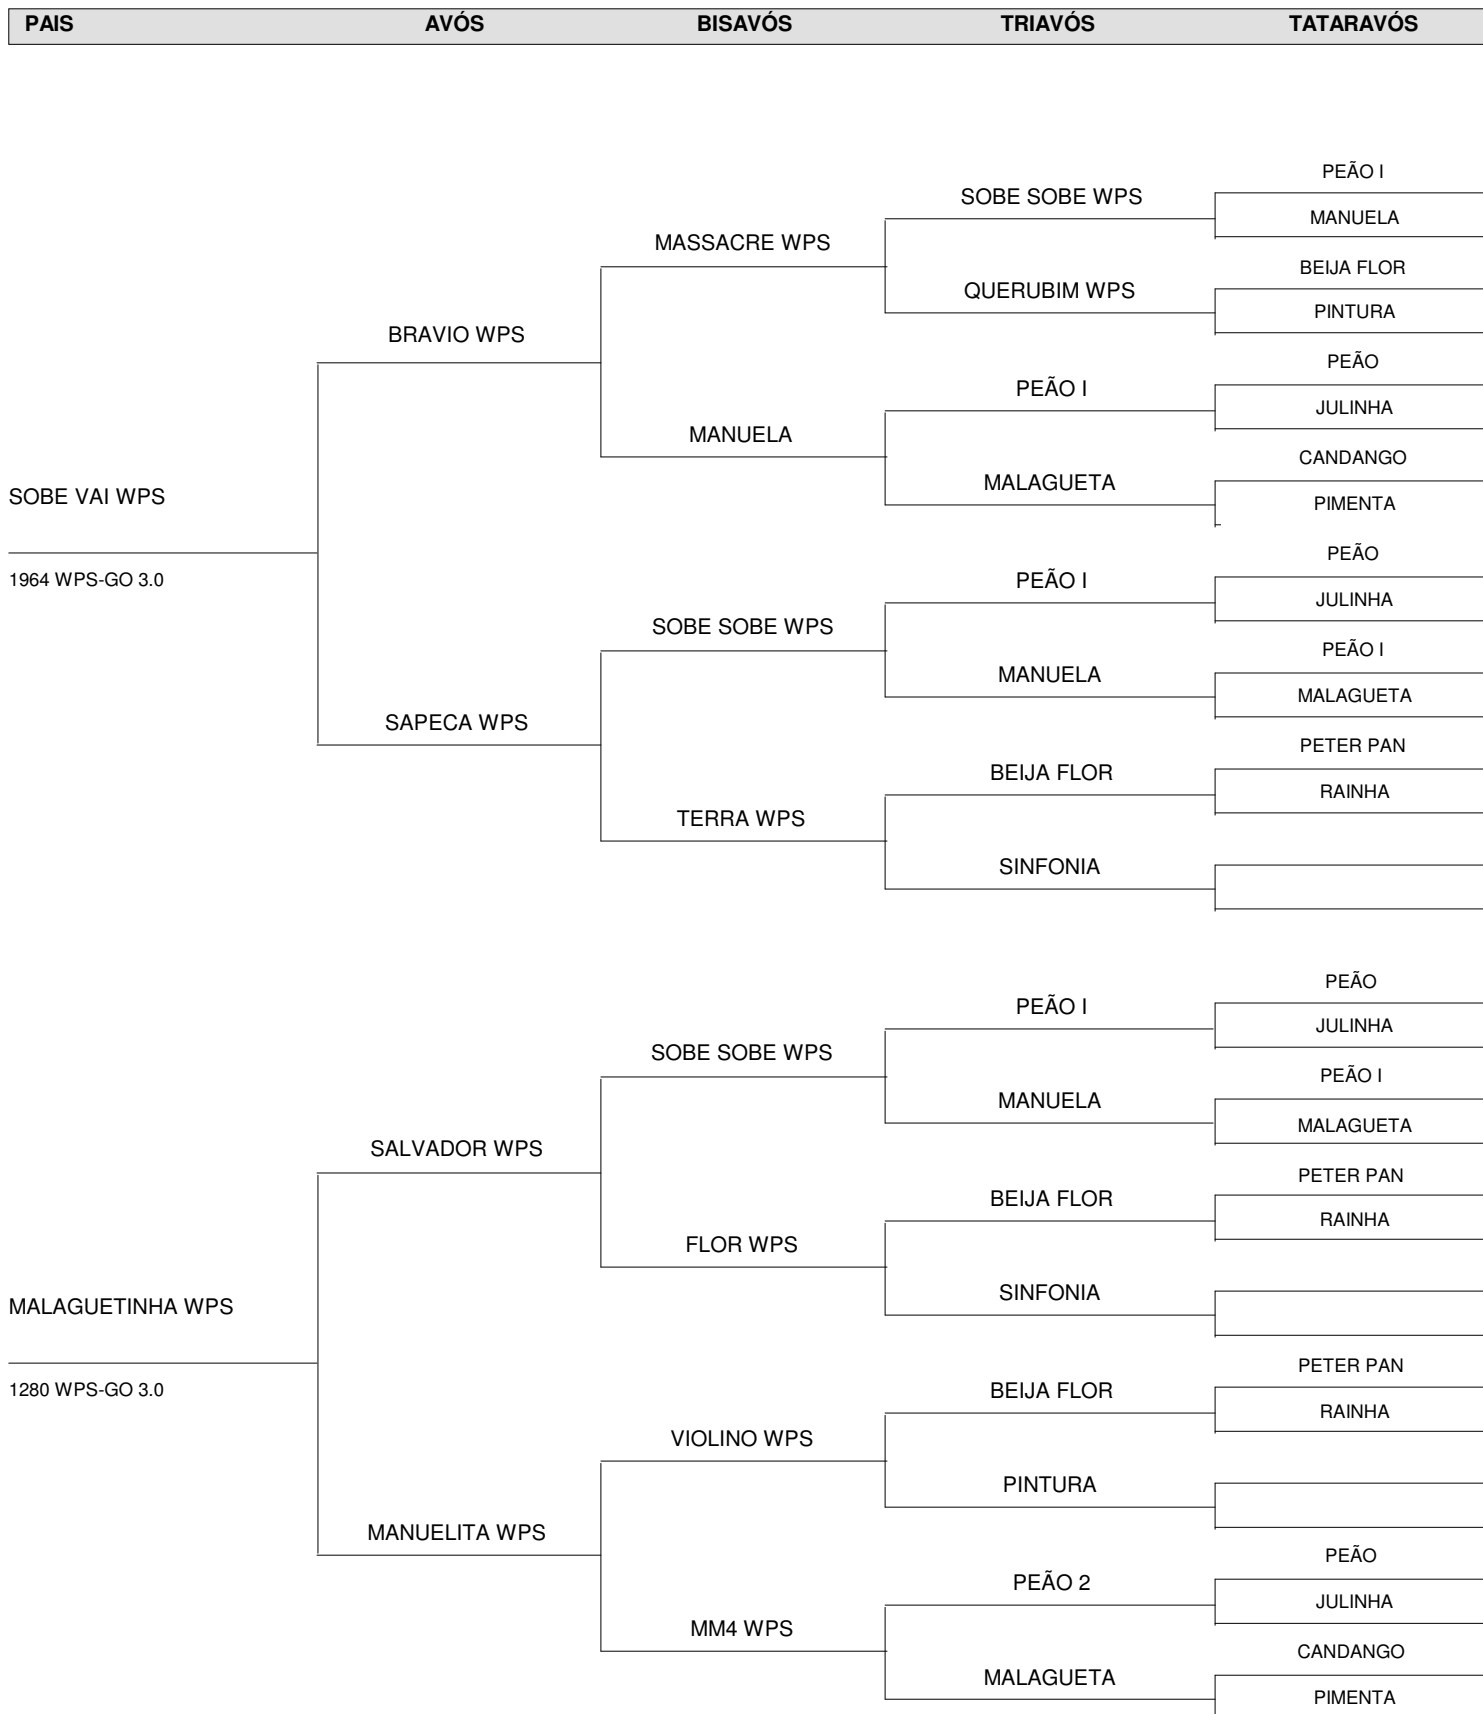 PAIS AVÓS BISAVÓS TRIAVÓS TATARAVÓS
PEÃO I
SOBE SOBE WPS
MANUELA
MASSACRE WPS
BEIJA FLOR
QUERUBIM WPS
PINTURA
BRAVIO WPS
PEÃO
PEÃO I
JULINHA
MANUELA
CANDANGO
MALAGUETA
SOBE VAI WPS
PIMENTA
PEÃO
1964 WPS-GO 3.0
PEÃO I
JULINHA
SOBE SOBE WPS
PEÃO I
MANUELA
MALAGUETA
SAPECA WPS
PETER PAN
BEIJA FLOR
RAINHA
TERRA WPS
SINFONIA
PEÃO
PEÃO I
JULINHA
SOBE SOBE WPS
PEÃO I
MANUELA
MALAGUETA
SALVADOR WPS
PETER PAN
BEIJA FLOR
RAINHA
FLOR WPS
SINFONIA
MALAGUETINHA WPS
PETER PAN
1280 WPS-GO 3.0
BEIJA FLOR
RAINHA
VIOLINO WPS
PINTURA
MANUELITA WPS
PEÃO
PEÃO 2
JULINHA
MM4 WPS
CANDANGO
MALAGUETA
PIMENTA